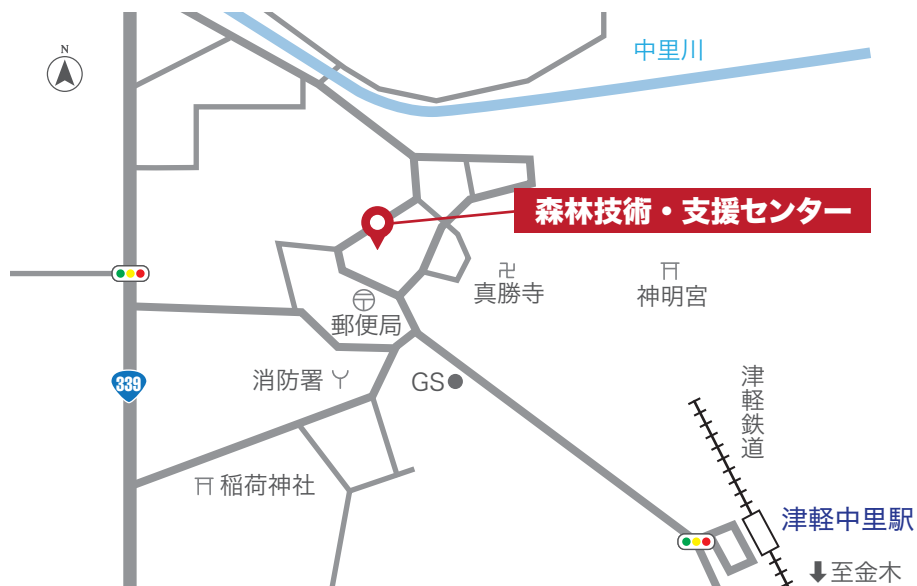 N
中里川
森林技術・支援センター
真勝寺
神明宮
郵便局
339
消防署
GS
津軽鉄道
稲荷神社
津軽中里駅
至金木